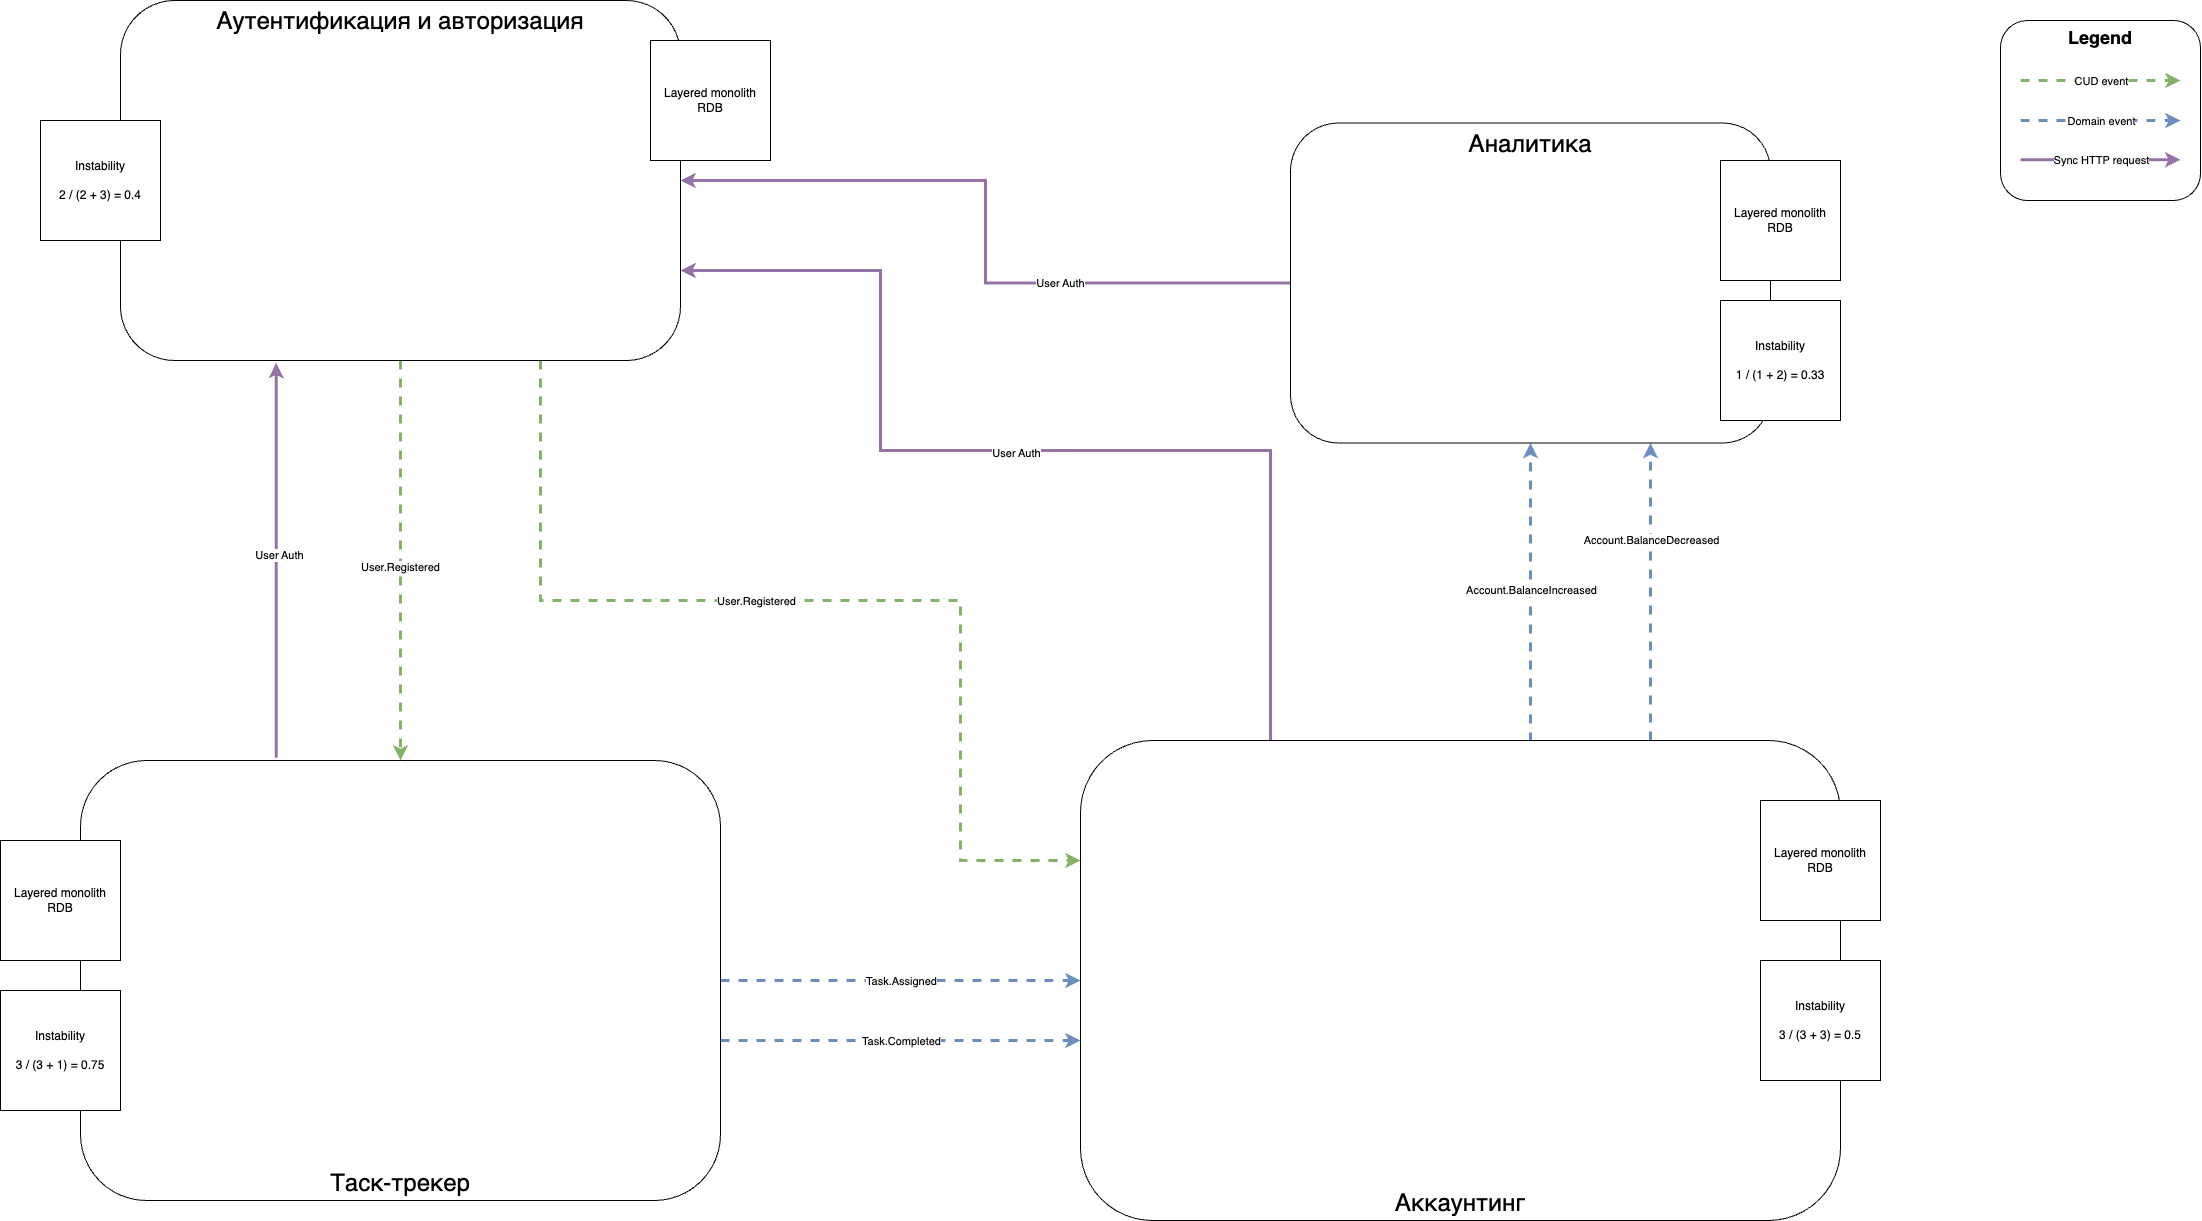 Аутентификация и авторизация
Layered monolith
RDB
Instability
2 / (2 + 3) = 0.4
Legend
CUD event
Domain event
Sync HTTP request
Аналитика
Layered monolith
RDB
Instability
1 / (1 + 2) = 0.33
User Auth
User Auth
User Auth
User.Registered
User.Registered
Account.BalanceDecreased
Account.BalanceIncreased
Layered monolith
RDB
Instability
3 / (3 + 1) = 0.75
Таск-трекер
Task.Assigned
Task.Completed
Layered monolith
RDB
Instability
3 / (3 + 3) = 0.5
Аккаунтинг